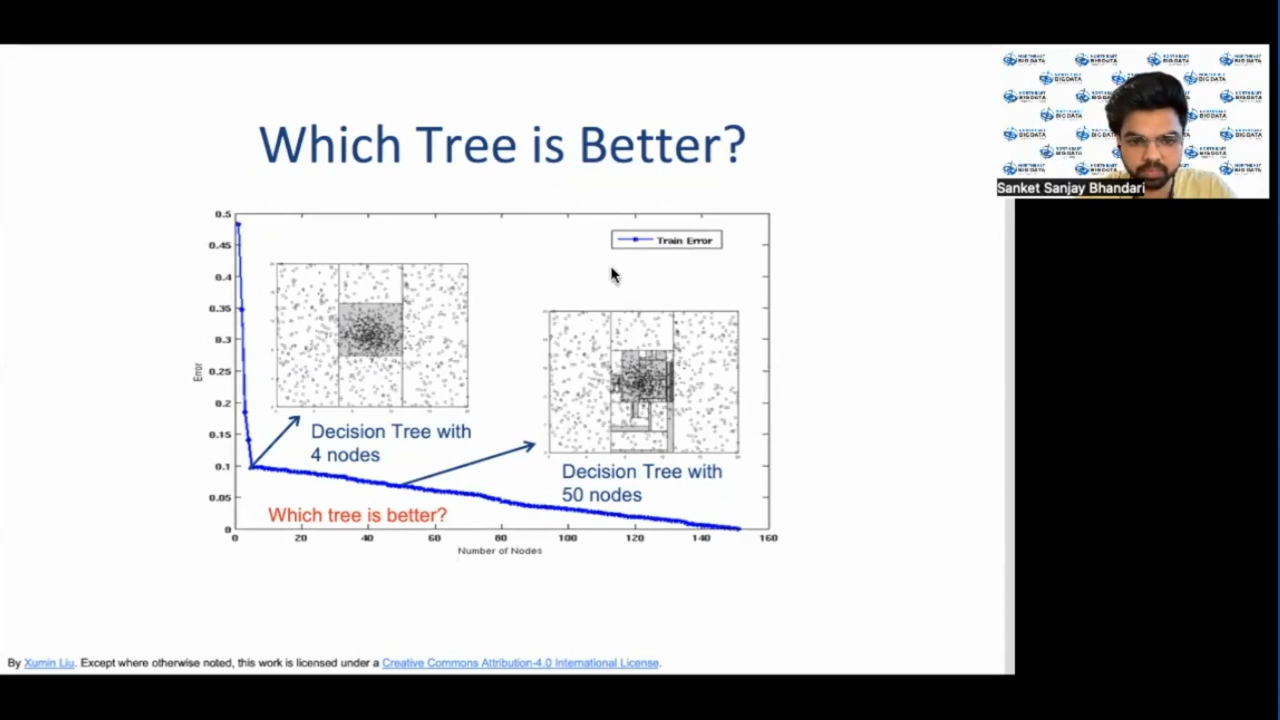 Which Tree is Better?
0.5
0.45
0.4
0.35
0.3
0.25
0.2
0.15
0.1
0.05
0
Error
Train Error
Decision Tree with
4 nodes
Decision Tree with
50 nodes
Which tree is better?
0 20 40 60 80 100 120 140 160
Number of Nodes
By Xumin Liu. Except where otherwise noted, this work is licensed under a Creative Commons Attribution-4.0 International License.
NORTHEAST
BIG DATA
Sanket Sanjay Bhandari